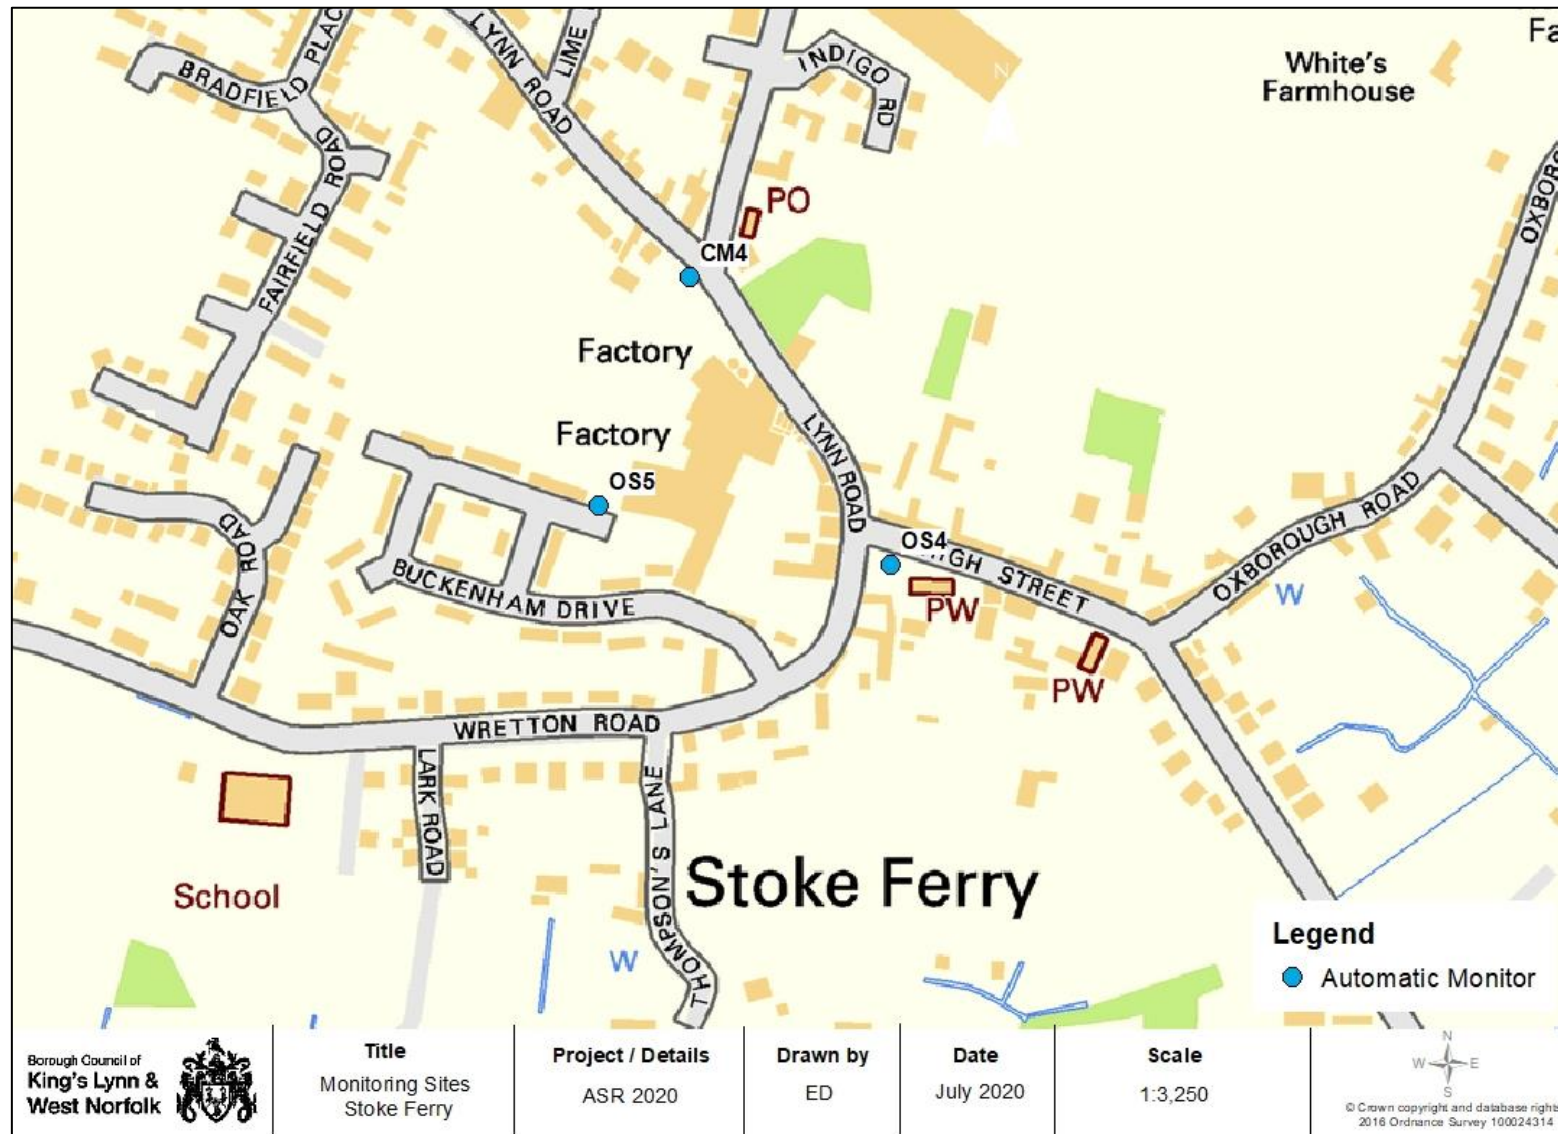 BRADFIELD PLAC
LYNN ROAD
LIME
INDIGO
RD
White's
Farmhouse
Fa
N
FAIRFIELD ROAD
PO
CM4
OXBOR
Factory
Factory
LYNN ROAD
OS5
OS4
HIGH STREET
OXBOROUGH ROAD
OAK ROAD
BUCKENHAM DRIVE
W
PW
PW
WRETTON ROAD
LARK ROAD
THOMPSON,S LANE
School
Stoke Ferry
W
Legend
Automatic Monitor
Borough Council of
King's Lynn &
West Norfolk
Title
Monitoring Sites
Stoke Ferry
Project / Details
ASR 2020
Drawn by
ED
Date
July 2020
Scale
1:3,250
N
W E
S
© Crown copyright and database rights
2016 Ordnance Survey 100024314